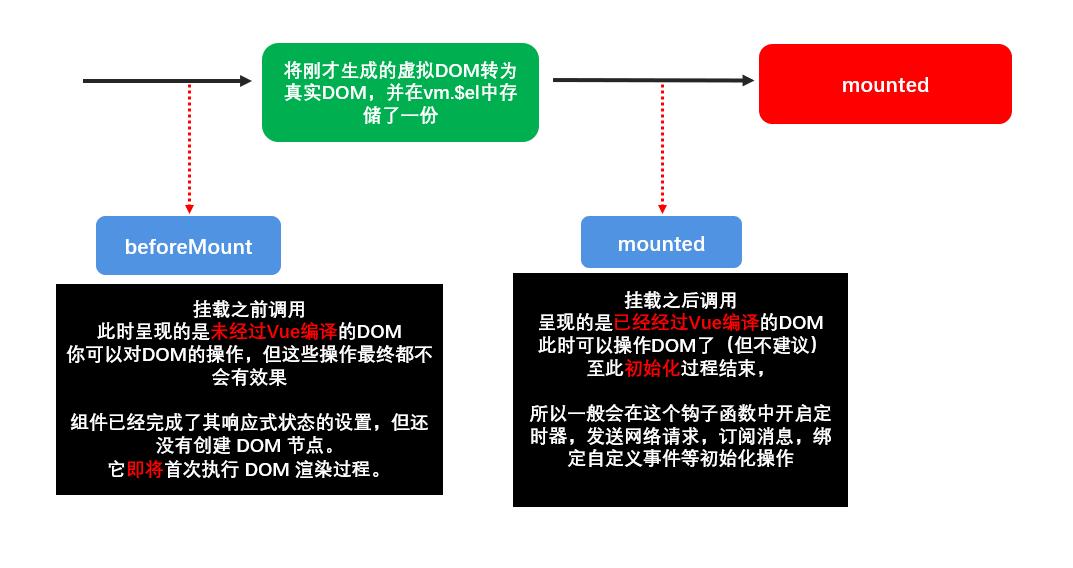 将刚才生成的虚拟DOM转为
真实DOM，并在vm.$el中存
储了一份
mounted
beforeMount
挂载之前调用
此时呈现的是未经过Vue编译的DOM
你可以对DOM的操作，但这些操作最终都不
会有效果
组件已经完成了其响应式状态的设置，但还
没有创建 DOM 节点。
它即将首次执行 DOM 渲染过程。
mounted
挂载之后调用
呈现的是已经经过Vue编译的DOM
此时可以操作DOM了（但不建议）
至此初始化过程结束，
所以一般会在这个钩子函数中开启定
时器，发送网络请求，订阅消息，绑
定自定义事件等初始化操作